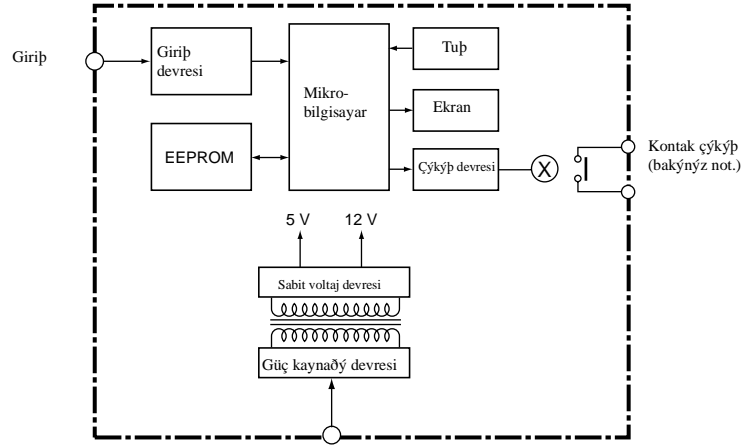 Giriþ
Giriþ
devresi
Mikro-
bilgisayar
Tuþ
Ekran
EEPROM
Çýkýþ devresi
X
Kontak çýkýþ
(bakýnýz not.)
5 V
12 V
Sabit voltaj devresi
Güç kaynaðý devresi